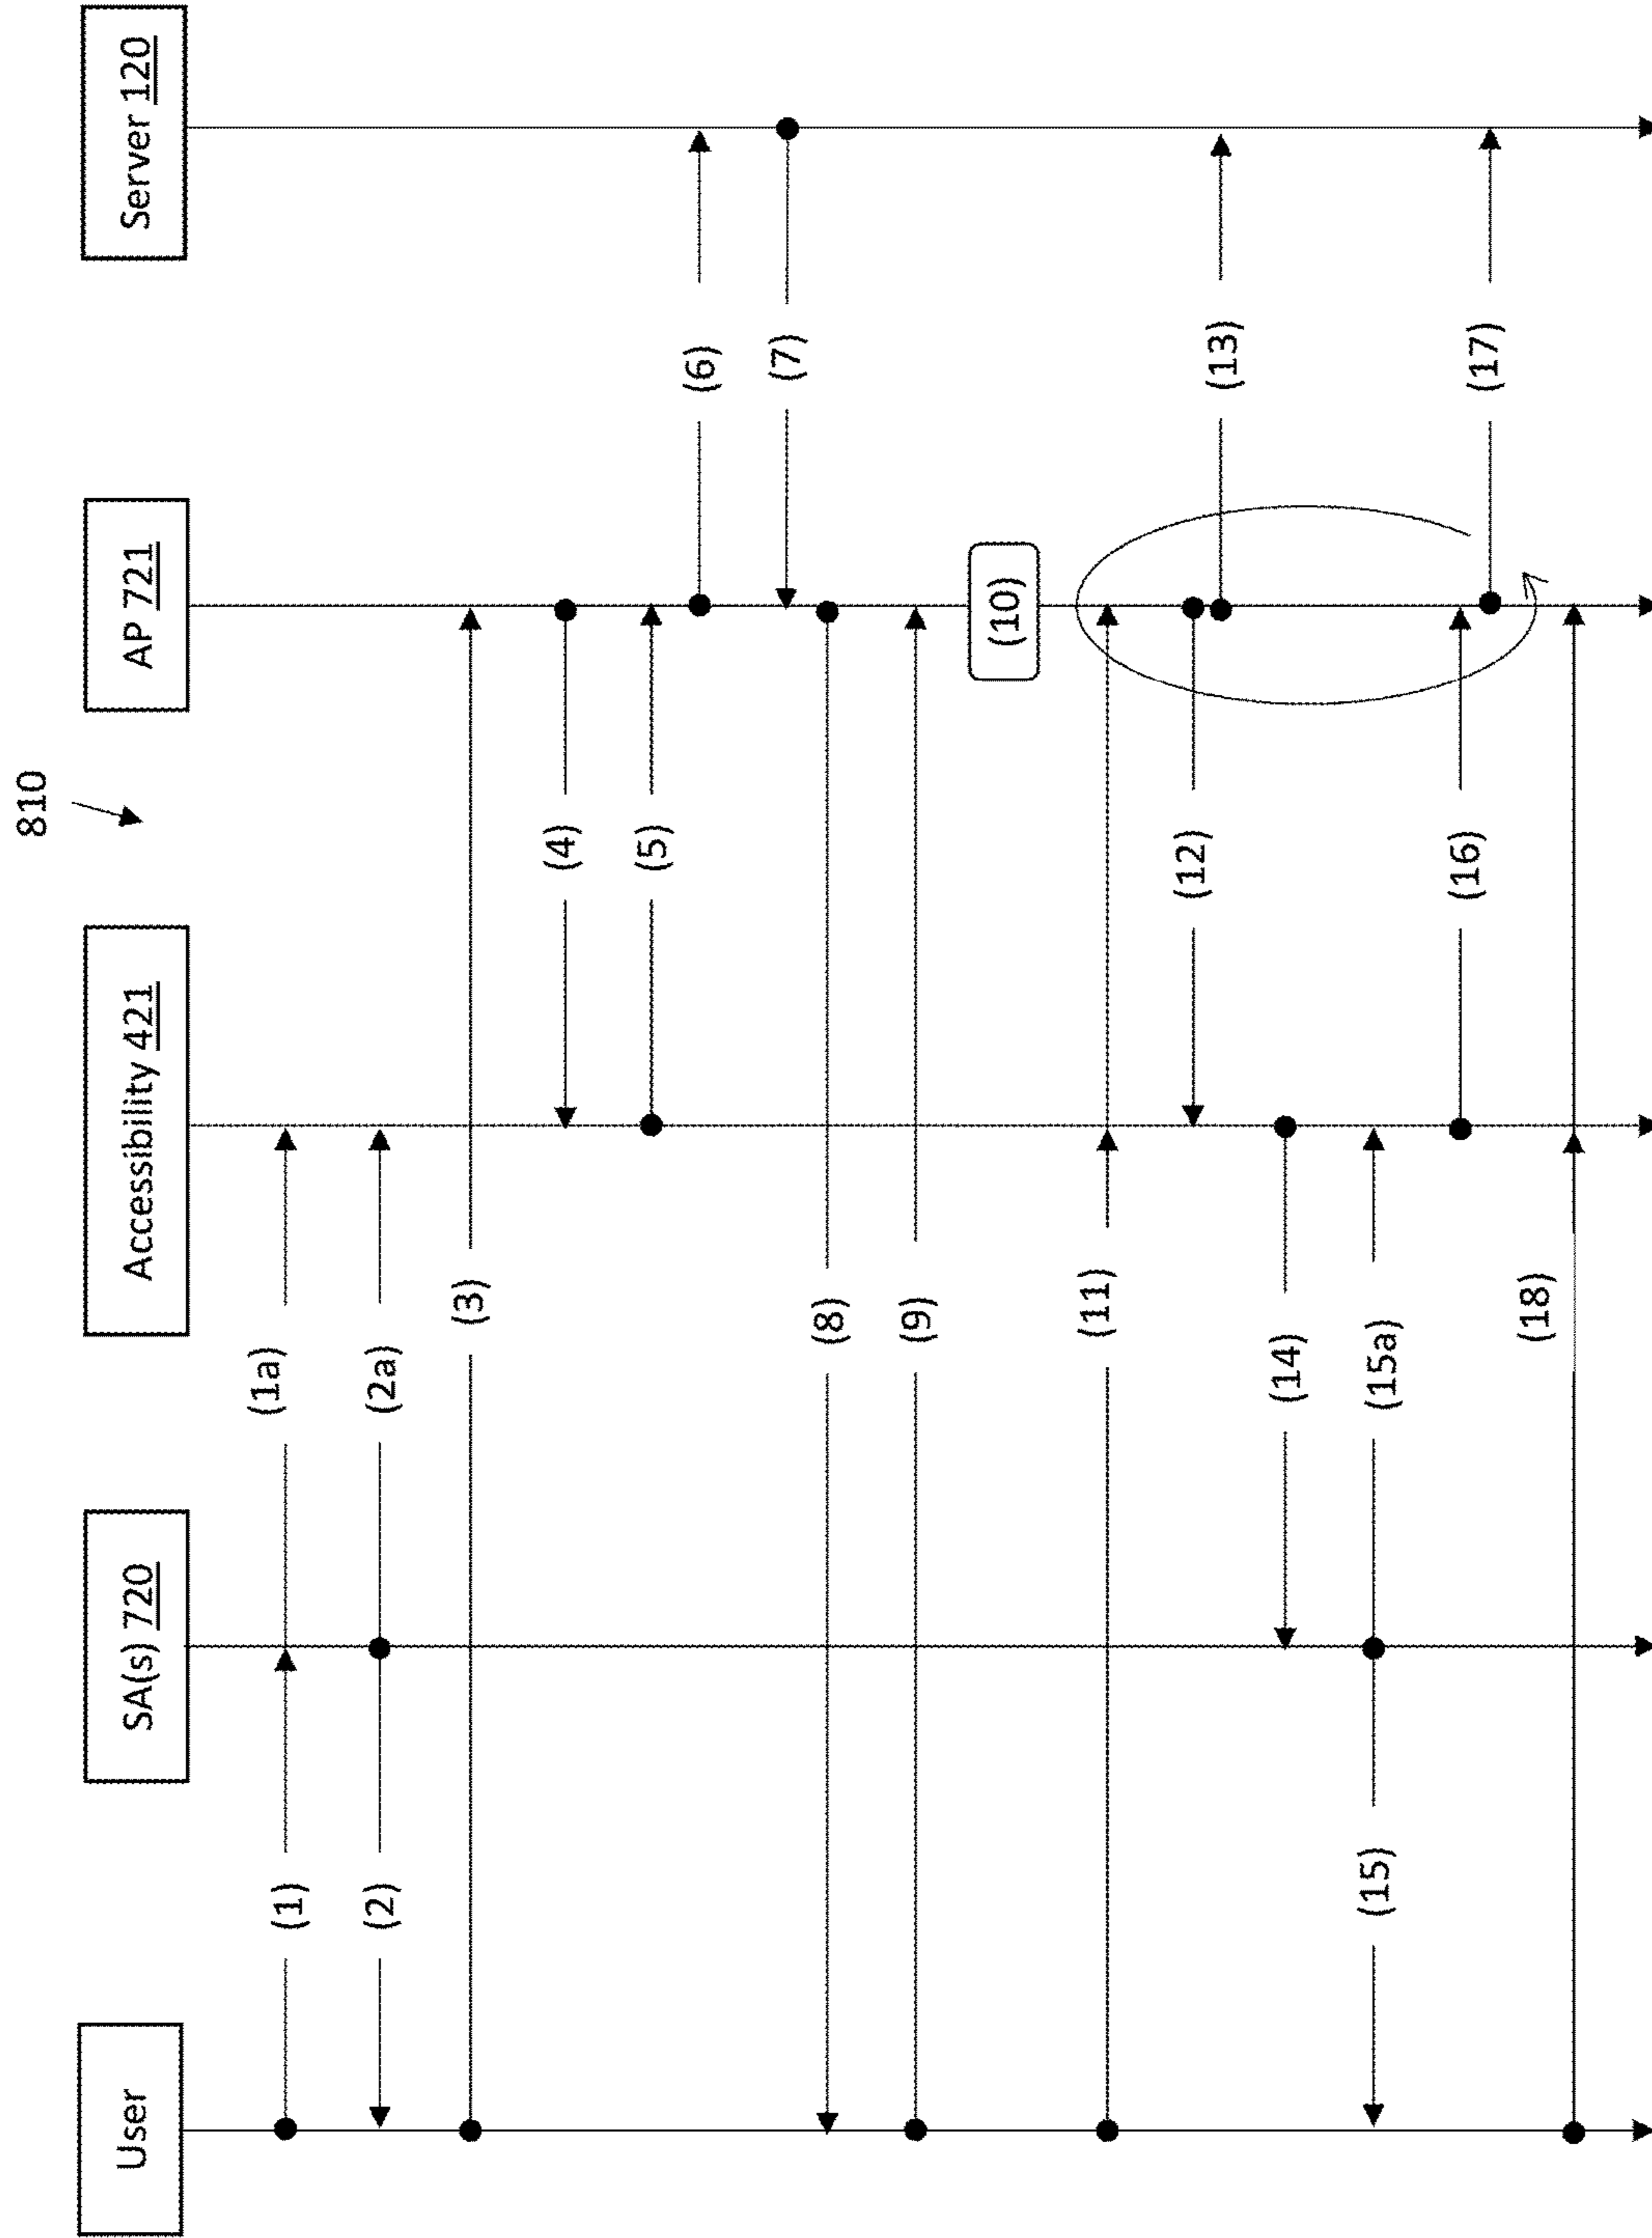 810
User
SA(s) 720
Accessibility 421
AP 721
Server 120
(1)
(1a)
(2)
(2a)
(3)
(4)
(5)
(6)
(7)
(8)
(9)
(10)
(11)
(12)
(13)
(14)
(15)
(15a)
(16)
(17)
(18)